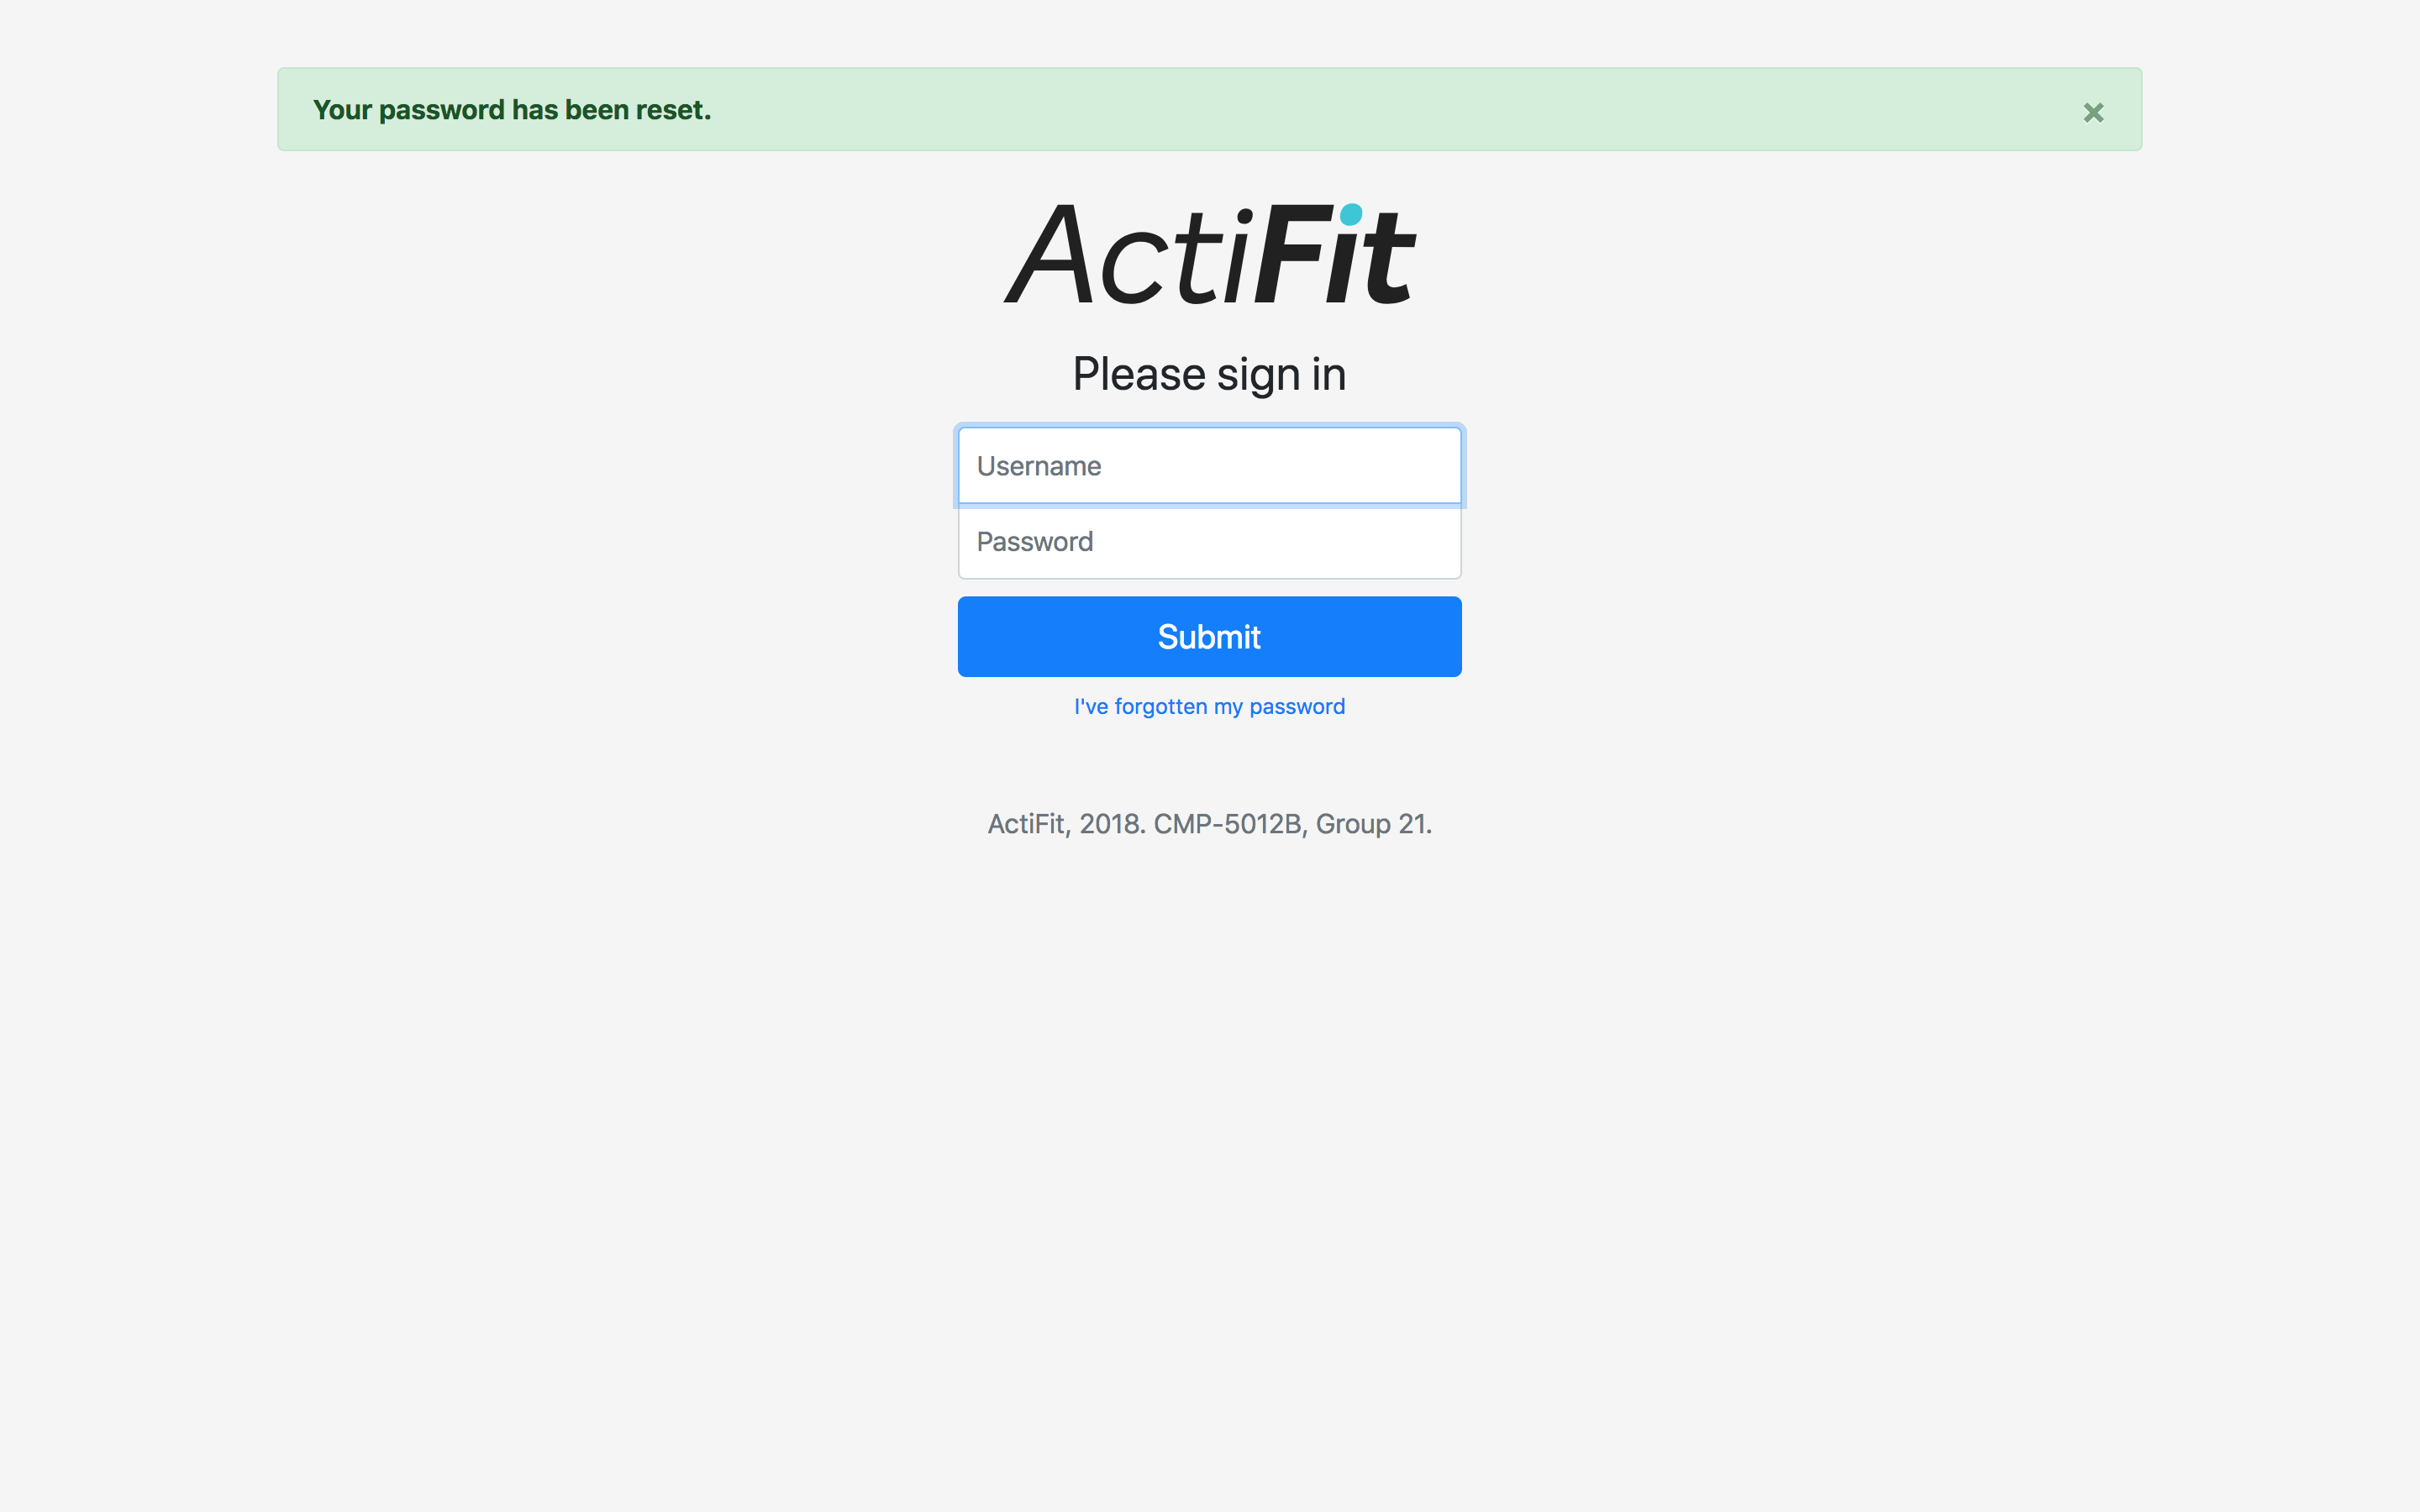 Your password has been reset.
×
ActiFit
Please sign in
Username
Password
Submit
I've forgotten my password
ActiFit, 2018. CMP-5012B, Group 21.